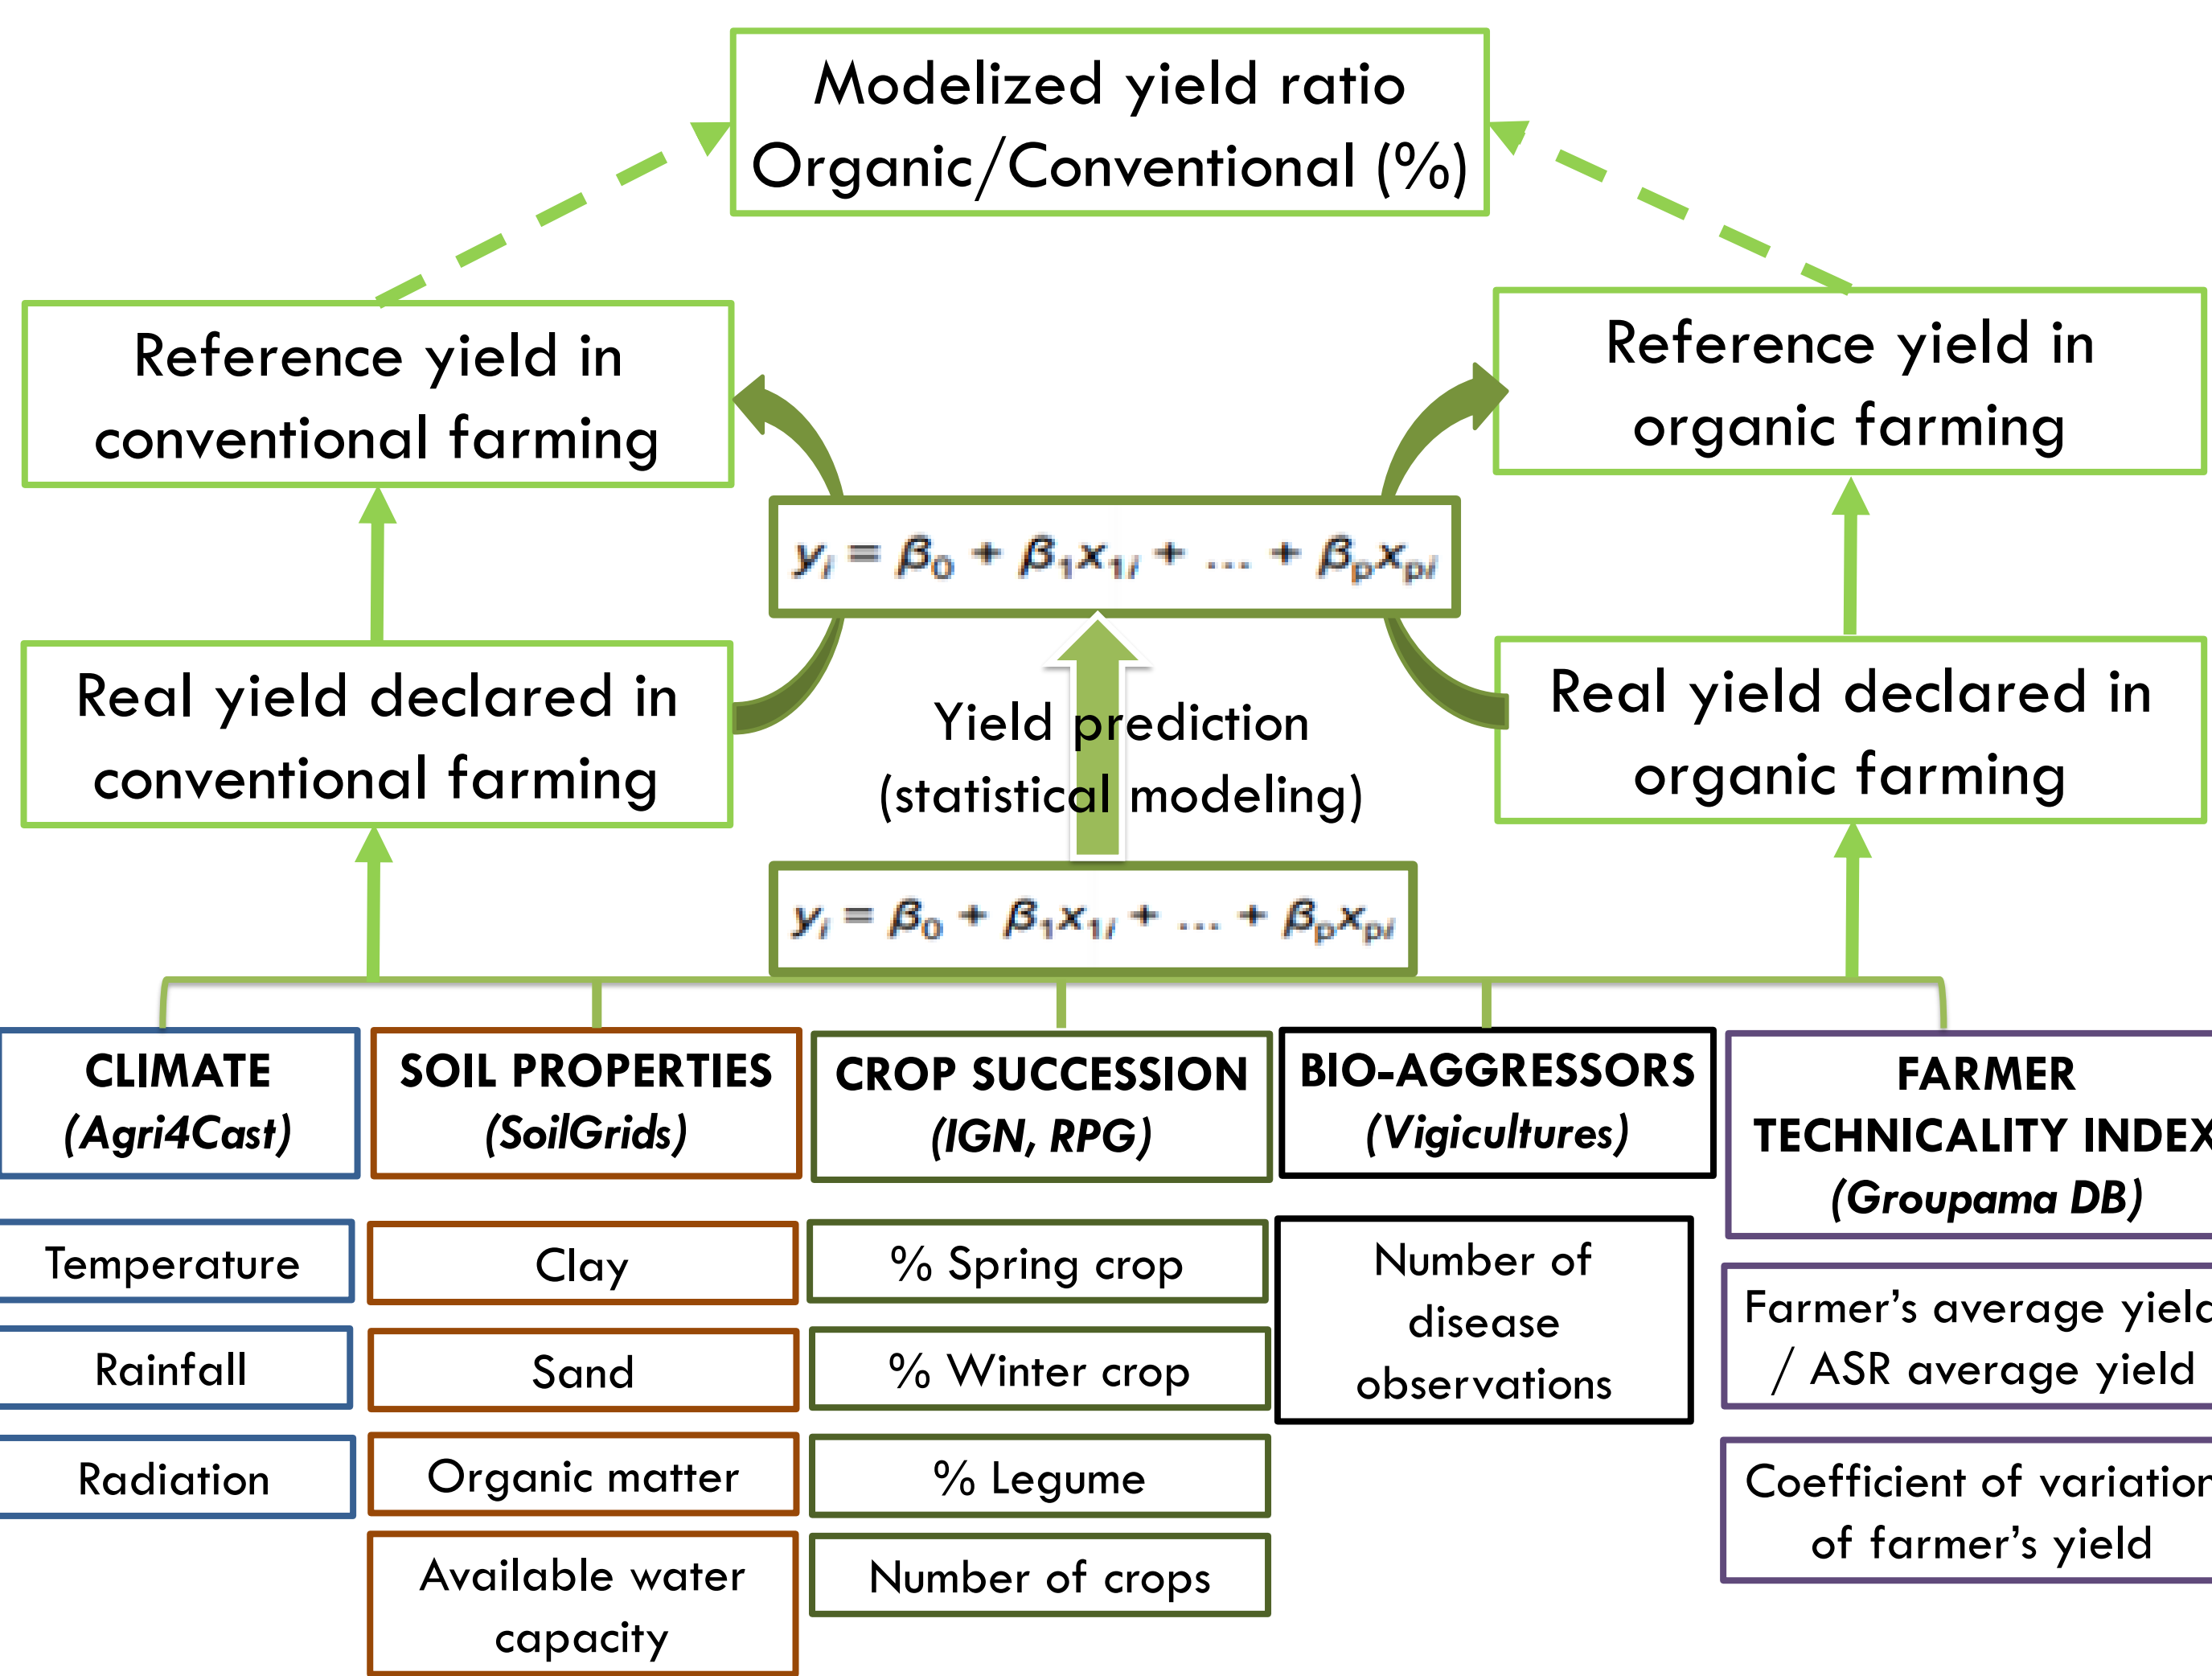 Modelized yield ratio
Organic/Conventional (%)
Reference yield in
conventional farming
Reference yield in
organic farming
yᵢ = β₀ + β₁x₁ᵢ + ... + βₚxₚᵢ
Real yield declared in
conventional farming
Yield prediction
(statistical modeling)
Real yield declared in
organic farming
yᵢ = β₀ + β₁x₁ᵢ + ... + βₚxₚᵢ
CLIMATE
(Agri4Cast)
Temperature
Rainfall
Radiation
SOIL PROPERTIES
(SoilGrids)
Clay
Sand
Organic matter
Available water
capacity
CROP SUCCESSION
(IGN, RPG)
% Spring crop
% Winter crop
% Legume
Number of crops
BIO-AGGRESSORS
(Vigicultures)
Number of
disease
observations
FARMER
TECHNICALITY INDEX
(Groupama DB)
Farmer's average yield
/ ASR average yield
Coefficient of variation
of farmer's yield